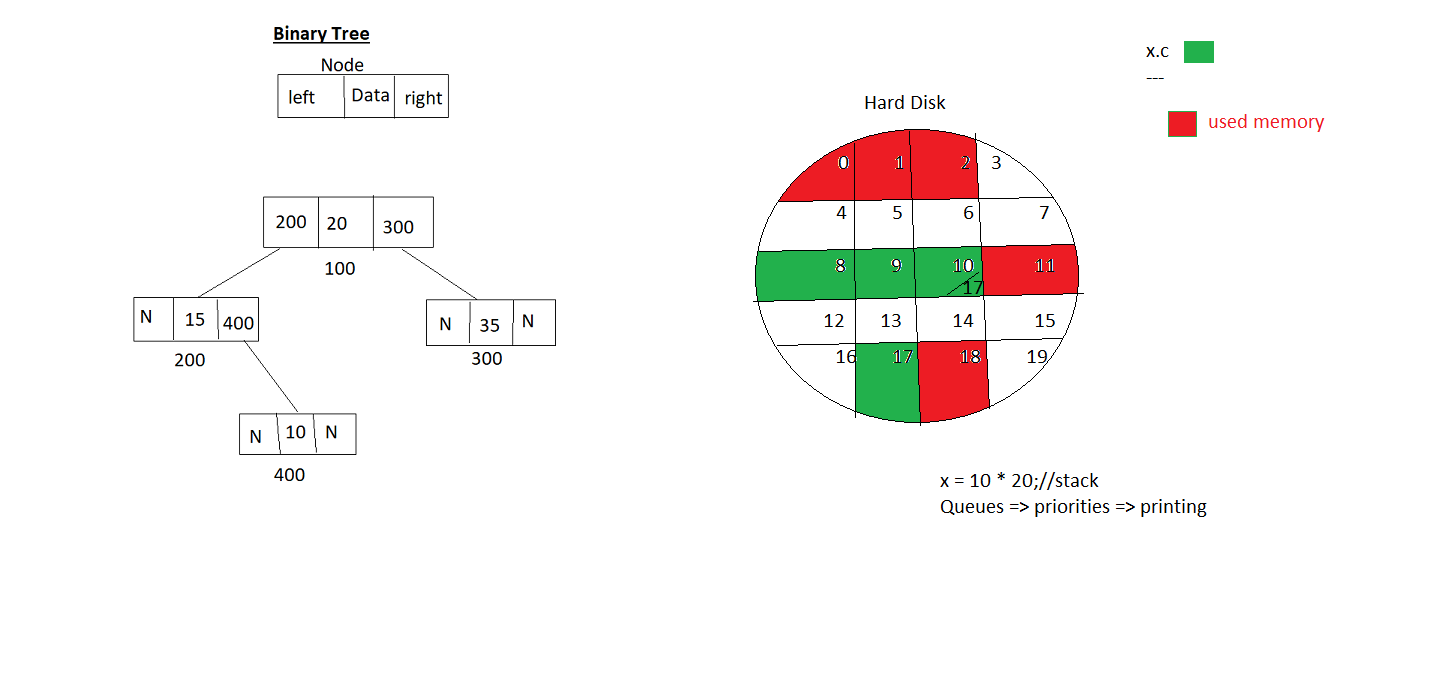 Binary Tree
Node
left Data right
200 20 300
100
N 15 400
200
N 35 N
300
N 10 N
400
x.c
---
used memory
Hard Disk
0 1 2 3
4 5 6 7
8 9 10 11
17
12 13 14 15
16 17 18 19
x = 10 * 20;//stack
Queues => priorities => printing